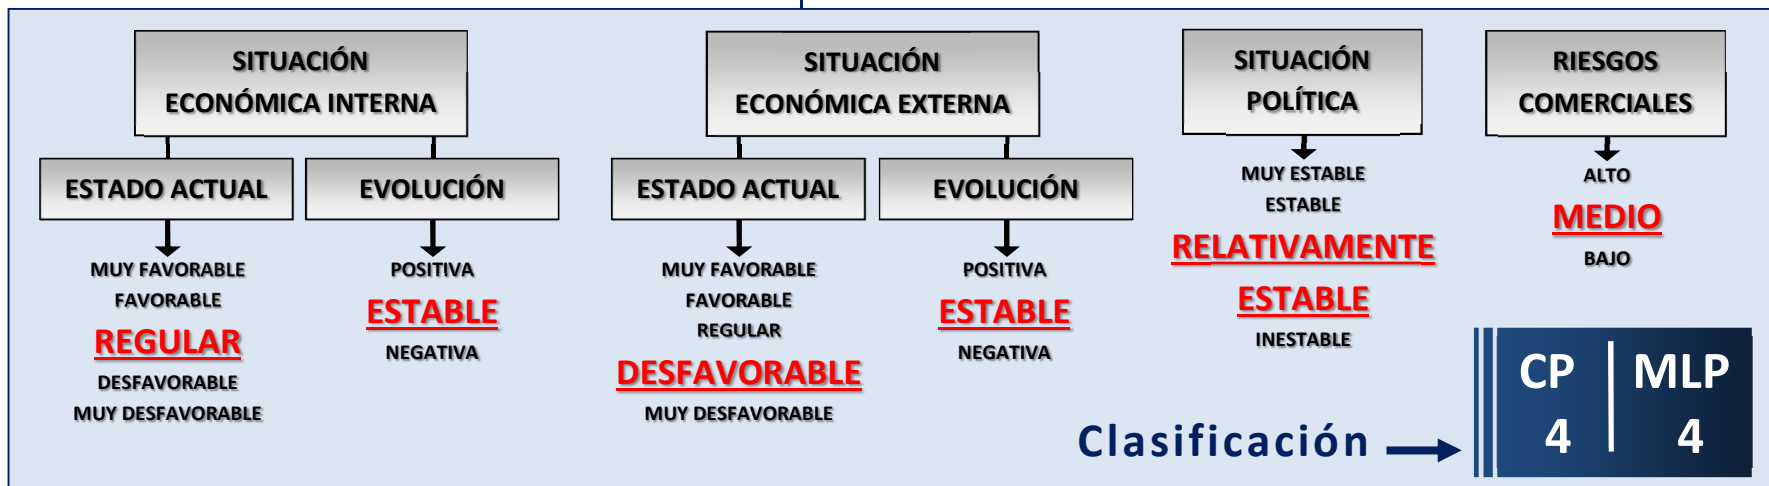 SITUACIÓN
ECONÓMICA INTERNA
ESTADO ACTUAL
MUY FAVORABLE
FAVORABLE
REGULAR
DESFAVORABLE
MUY DESFAVORABLE
EVOLUCIÓN
POSITIVA
ESTABLE
NEGATIVA
SITUACIÓN
ECONÓMICA EXTERNA
ESTADO ACTUAL
MUY FAVORABLE
FAVORABLE
REGULAR
DESFAVORABLE
MUY DESFAVORABLE
EVOLUCIÓN
POSITIVA
ESTABLE
NEGATIVA
SITUACIÓN
POLÍTICA
MUY ESTABLE
ESTABLE
RELATIVAMENTE
ESTABLE
INESTABLE
RIESGOS
COMERCIALES
ALTO
MEDIO
BAJO
Clasificación
CP MLP
4 4